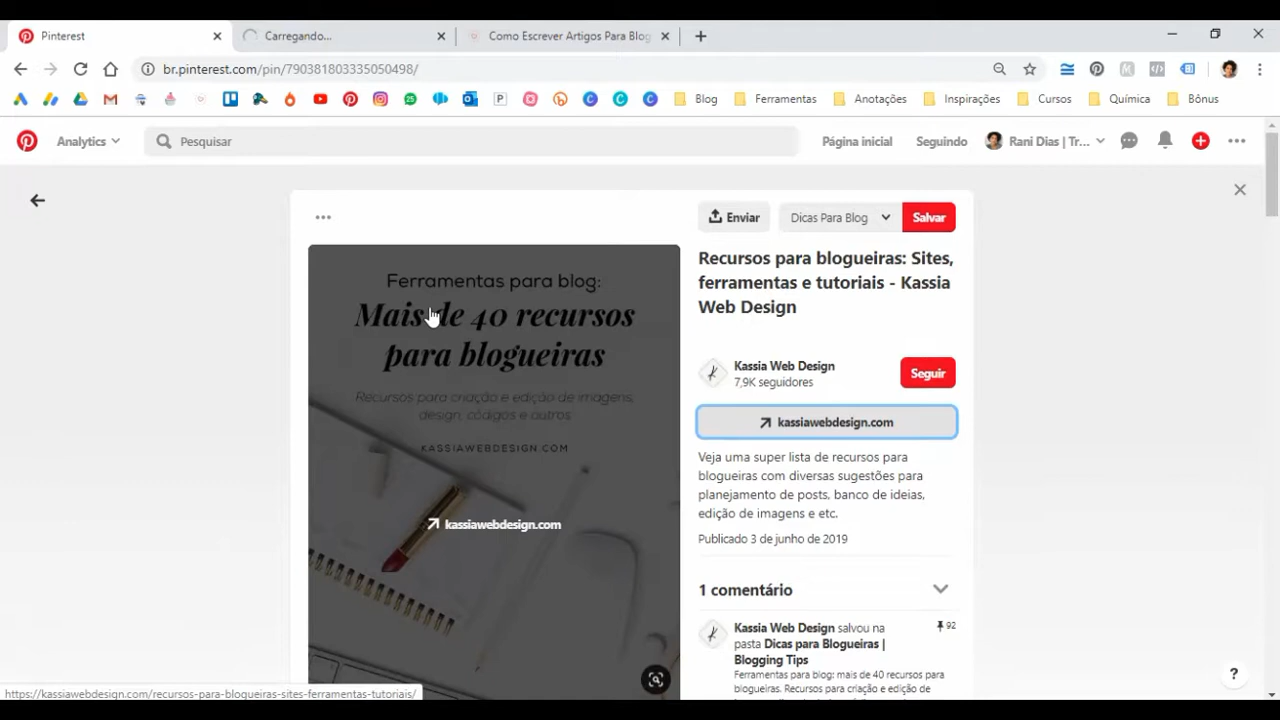 Pinterest
Carregando...
Como Escrever Artigos Para Blog
br.pinterest.com/pin/790381803335050498/
Blog
Ferramentas
Anotações
Inspirações
Cursos
Química
Bônus
Analytics
Pesquisar
Página inicial
Seguindo
Rani Dias | Tr...
Enviar
Dicas Para Blog
Salvar
Ferramentas para blog:
Mais de 40 recursos
para blogueiras
Recursos para criação e edição de imagens,
design, códigos e outros
KASSIAWEBDESIGN.COM
kassiawebdesign.com
Recursos para blogueiras: Sites,
ferramentas e tutoriais - Kassia
Web Design
Kassia Web Design
7,9K seguidores
Seguir
kassiawebdesign.com
Veja uma super lista de recursos para
blogueiras com diversas sugestões para
planejamento de posts, banco de ideias,
edição de imagens e etc.
Publicado 3 de junho de 2019
1 comentário
Kassia Web Design salvou na
pasta Dicas para Blogueiras |
Blogging Tips
92
Ferramentas para blog: mais de 40 recursos para
blogueiras. Recursos para criação e edição de
?
https://kassiawebdesign.com/recursos-para-blogueiras-sites-ferramentas-tutoriais/